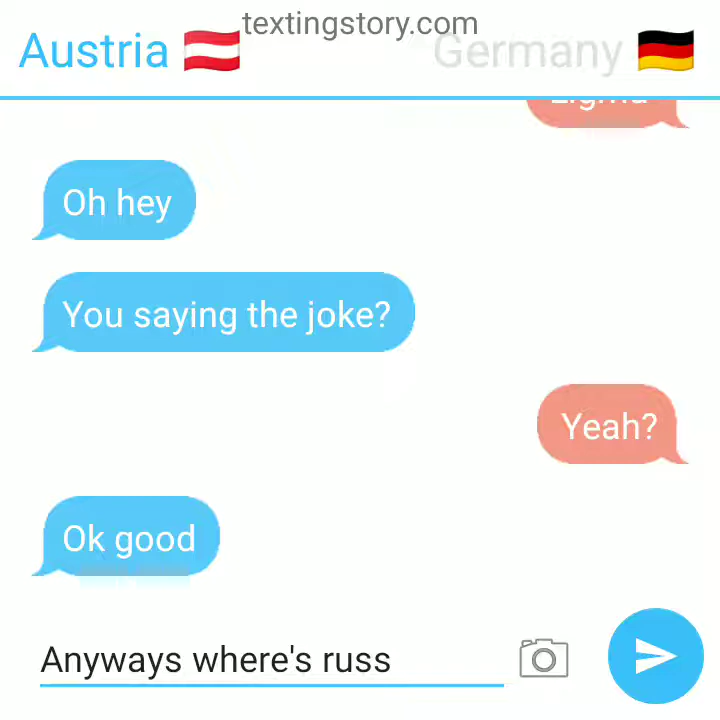 textingstory.com
Austria 🇦🇹 Germany 🇩🇪
Oh hey
You saying the joke?
Yeah?
Ok good
Anyways where's russ